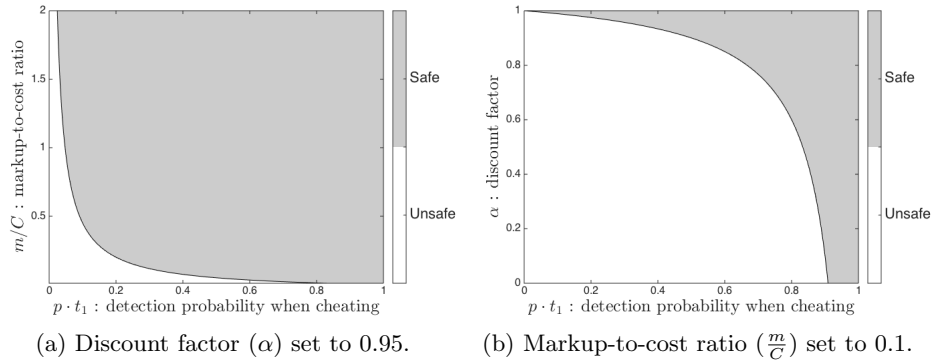 2
1.5
1
0.5
0 0.2 0.4 0.6 0.8 1
m/C : markup-to-cost ratio
p · t₁ : detection probability when cheating
Safe
Unsafe
(a) Discount factor (α) set to 0.95.
1
0.8
0.6
0.4
0.2
0
0 0.2 0.4 0.6 0.8 1
α : discount factor
p · t₁ : detection probability when cheating
Safe
Unsafe
(b) Markup-to-cost ratio (m/C) set to 0.1.